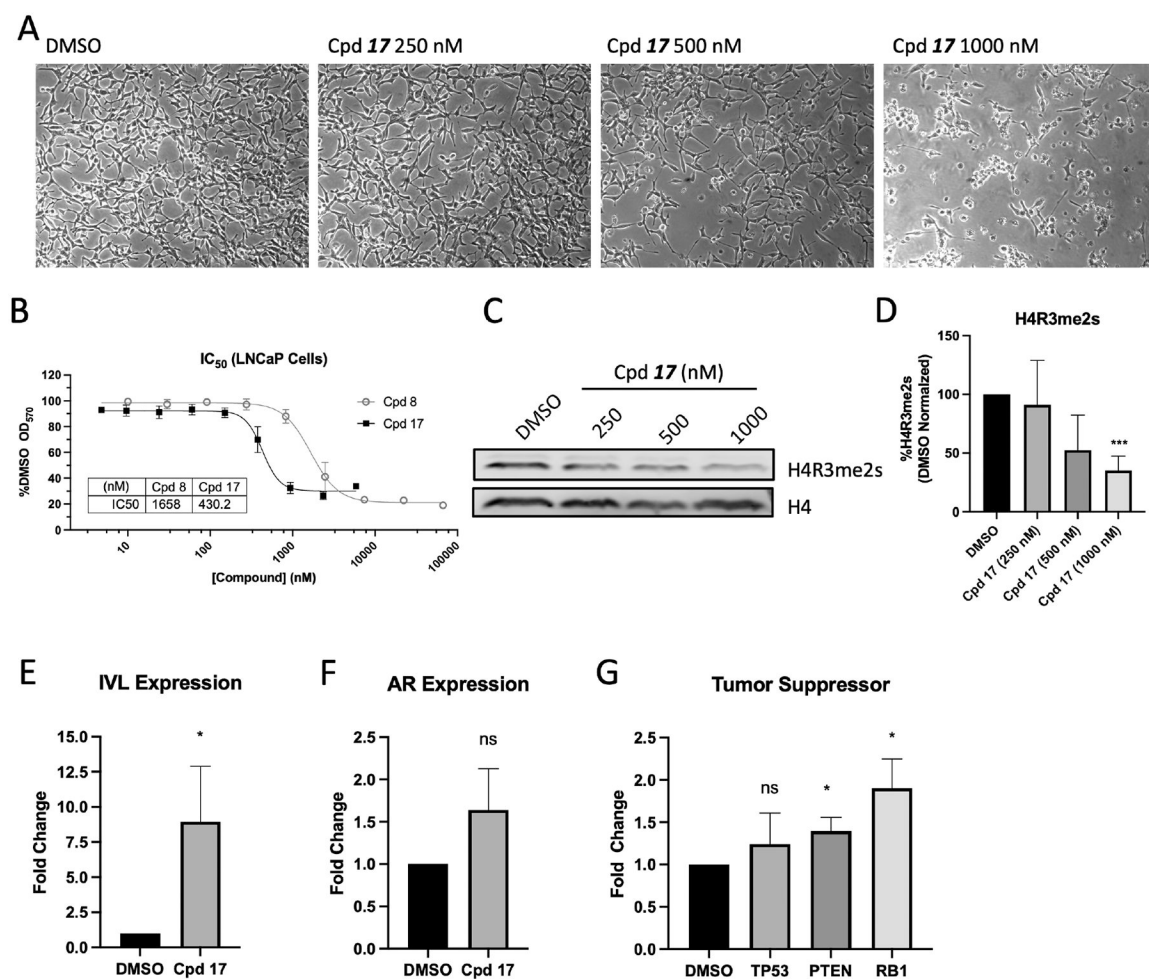 A
DMSO
Cpd 17 250 nM
Cpd 17 500 nM
Cpd 17 1000 nM
B
IC50 (LNCaP Cells)
%DMSO OD570
120
100
80
60
40
20
0
Cpd 8
Cpd 17
(nM) Cpd 8 Cpd 17
IC50 1658 430.2
10 100 1000 10000 100000
[Compound] (nM)
C
Cpd 17 (nM)
DMSO 250 500 1000
H4R3me2s
H4
D
H4R3me2s
%H4R3me2s
(DMSO Normalized)
150
100
50
0
***
DMSO
Cpd 17 (250 nM)
Cpd 17 (500 nM)
Cpd 17 (1000 nM)
E
IVL Expression
Fold Change
15.0
12.5
10.0
7.5
5.0
2.5
0.0
*
DMSO Cpd 17
F
AR Expression
Fold Change
2.5
2.0
1.5
1.0
0.5
0.0
ns
DMSO Cpd 17
G
Tumor Suppressor
Fold Change
2.5
2.0
1.5
1.0
0.5
0.0
ns
*
*
DMSO TP53 PTEN RB1